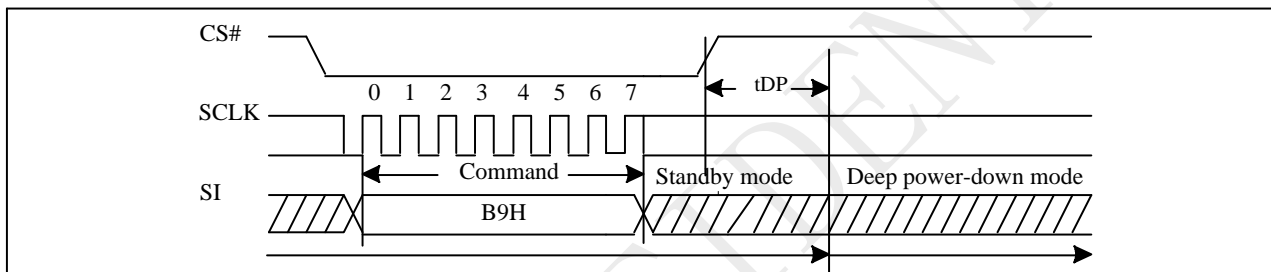 CS#
tDP
0 1 2 3 4 5 6 7
SCLK
Command
Standby mode
Deep power-down mode
SI
B9H